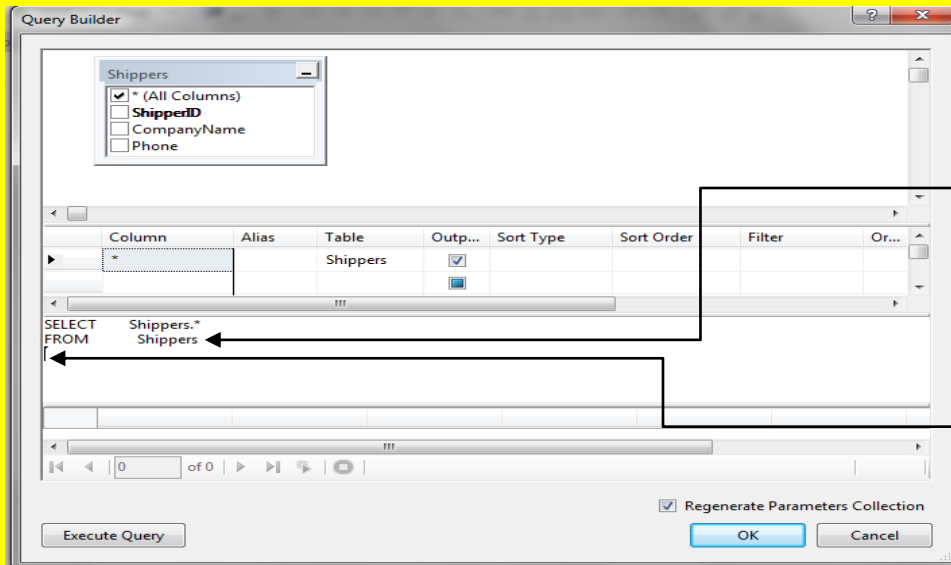 Query Builder
Shippers
* (All Columns)
ShipperID
CompanyName
Phone
Column Alias Table Outp... Sort Type Sort Order Filter Or...
* Shippers
SELECT Shippers.*
FROM Shippers
0 of 0
Regenerate Parameters Collection
Execute Query OK Cancel